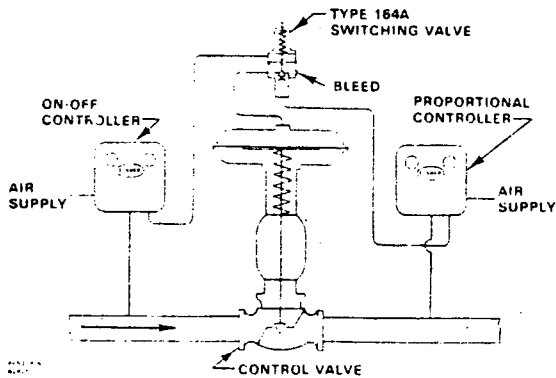 TYPE 164A
SWITCHING VALVE
BLEED
ON-OFF
CONTROLLER
PROPORTIONAL
CONTROLLER
AIR
SUPPLY
AIR
SUPPLY
CONTROL VALVE